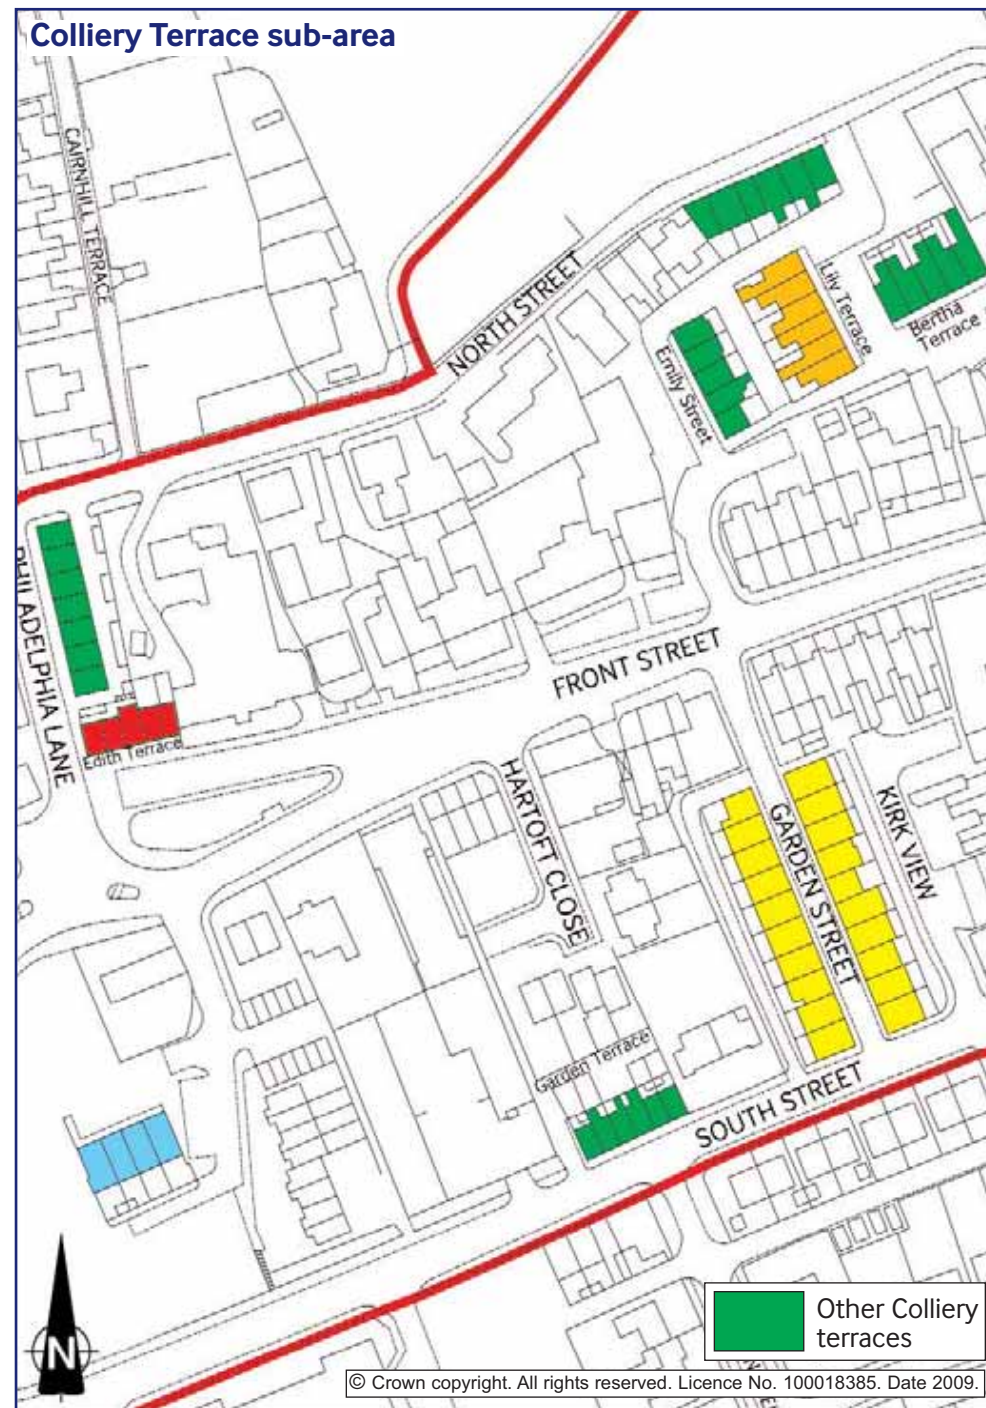 Colliery Terrace sub-area
CAIRNHILL TERRACE
NORTH STREET
Lily Terrace
Bertha
Terrace
Emily Street
PHILADELPHIA LANE
Edith Terrace
FRONT STREET
HARTOFT CLOSE
GARDEN STREET
KIRK VIEW
Garden Terrace
SOUTH STREET
N
Other Colliery
terraces
© Crown copyright. All rights reserved. Licence No. 100018385. Date 2009.